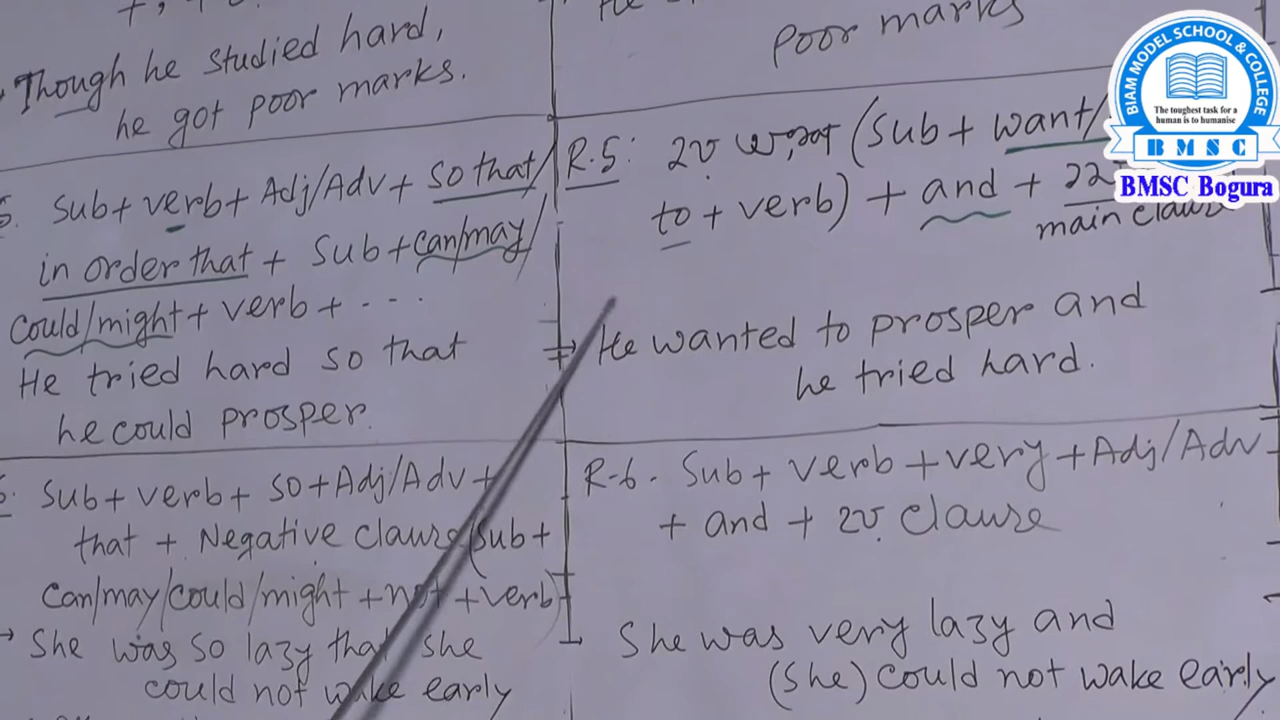 Though he studied hard,
he got poor marks.
Poor marks
Sub + verb + Adj/Adv + so that/
in order that + Sub + can/may/
Could/might + verb + ...
He tried hard so that
he could prosper.
R.5: (Sub + want/
to + verb) + and +
main clause
He wanted to prosper and
he tried hard.
Sub + verb + so + Adj/Adv +
that + Negative clause (Sub +
Can/may/could/might + not + verb)
→ She was so lazy that she
could not wake early
R-6. Sub + verb + very + Adj/Adv
+ and + clause
She was very lazy and
(She) could not wake early
BIAM MODEL SCHOOL & COLLEGE
The toughest task for a
human is to humanise
B M S C
BMSC Bogura